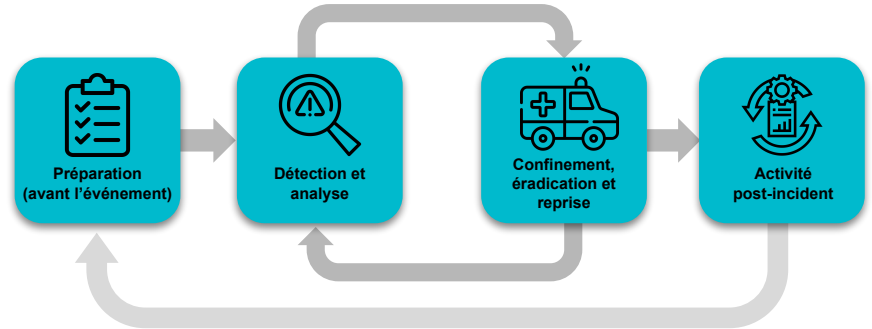 Préparation
(avant l’événement)
Détection et
analyse
Confinement,
éradication et
reprise
Activité
post-incident